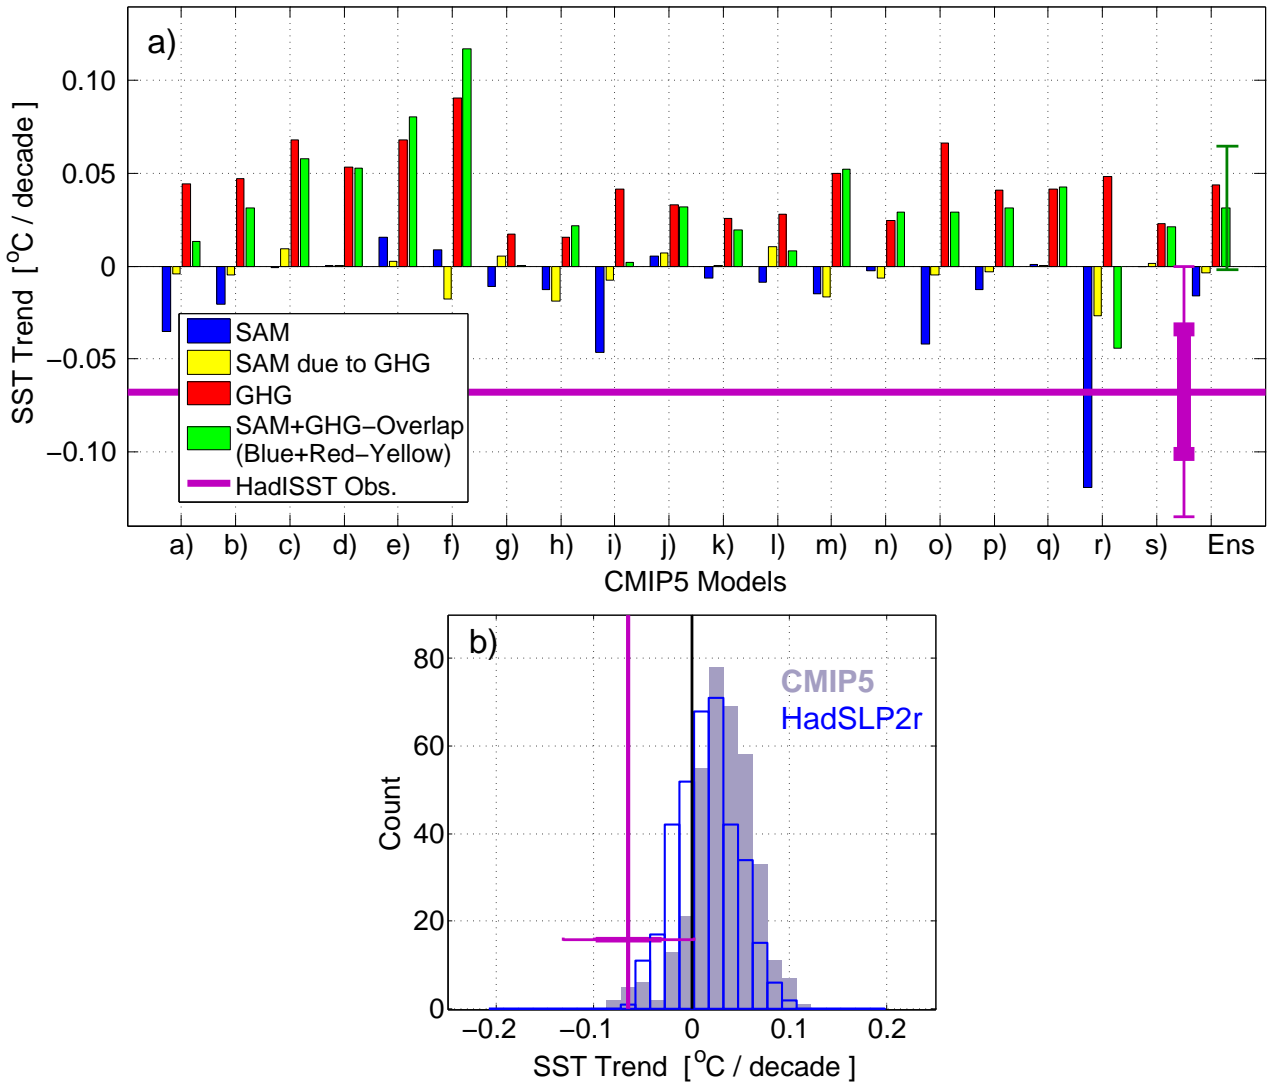 a)
0.10
0.05
0
−0.05
−0.10
SST Trend [ °C / decade ]
SAM
SAM due to GHG
GHG
SAM+GHG−Overlap
(Blue+Red−Yellow)
HadISST Obs.
a) b) c) d) e) f) g) h) i) j) k) l) m) n) o) p) q) r) s) Ens
CMIP5 Models
b)
CMIP5
HadSLP2r
80
60
40
20
0
Count
−0.2 −0.1 0 0.1 0.2
SST Trend [ °C / decade ]